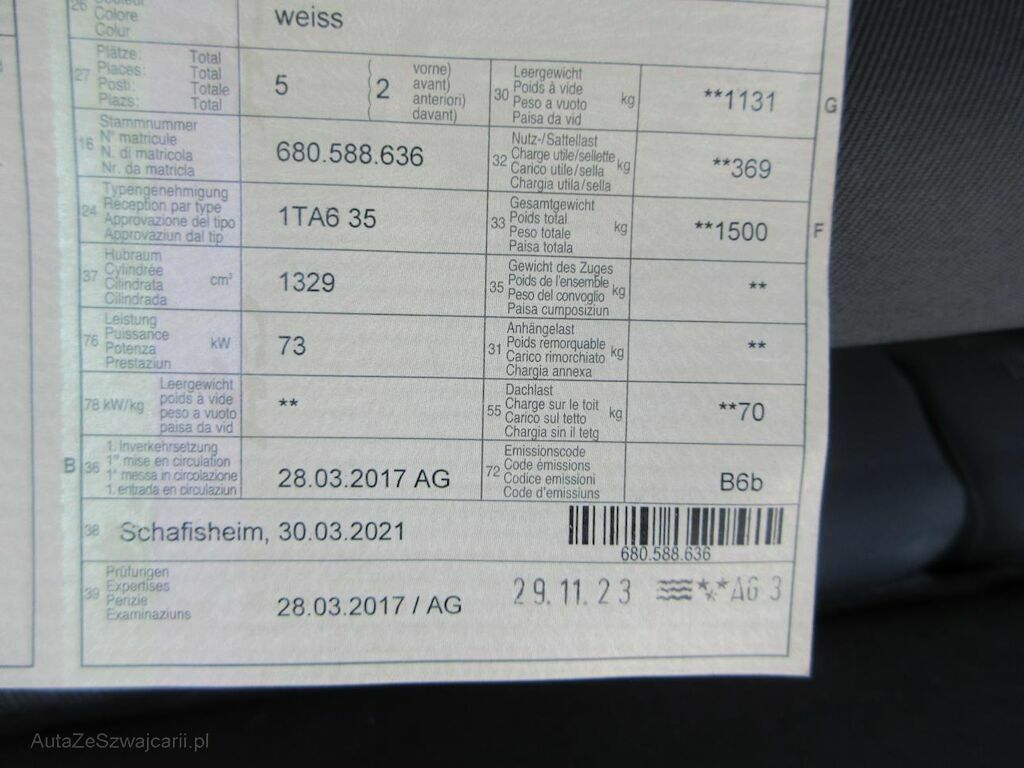 26 Couleur
Colore
Colur
weiss
27 Plätze: Total
Places: Total
Posti: Totale
Plazs: Total
5 ( 2 vorne)
( avant)
( anteriori)
( davant)
30 Leergewicht
Poids à vide
Peso a vuoto
Paisa da vid
kg
**1131
G
16 Stammnummer
N° matricule
N. di matricola
Nr. da matricla
680.588.636
32 Nutz-/Sattellast
Charge utile/sellette
Carico utile/sella
Chargia utila/sella
kg
**369
24 Typengenehmigung
Réception par type
Approvazione del tipo
Approvaziun dal tip
1TA6 35
33 Gesamtgewicht
Poids total
Peso totale
Paisa totala
kg
**1500
F
37 Hubraum
Cylindrée
Cilindrata
Cilindrada
cm³
1329
35 Gewicht des Zuges
Poids de l'ensemble
Peso del convoglio
Paisa cumposiziun
kg
**
76 Leistung
Puissance
Potenza
Prestaziun
kW
73
31 Anhängelast
Poids remorquable
Carico rimorchiato
Chargia annexa
kg
**
78 kW/kg
Leergewicht
poids à vide
peso a vuoto
paisa da vid
**
55 Dachlast
Charge sur le toit
Carico sul tetto
Chargia sin il tetg
kg
**70
B 36 1. Inverkehrsetzung
1re mise en circulation
1a messa in circolazione
1. entrada en circulaziun
28.03.2017 AG
72 Emissionscode
Code émissions
Codice emissioni
Code d'emissiuns
B6b
38 Schafisheim, 30.03.2021
680.588.636
39 Prüfungen
Expertises
Perizie
Examinaziuns
28.03.2017 / AG
29.11.23 AG 3
AutaZeSzwajcarii.pl